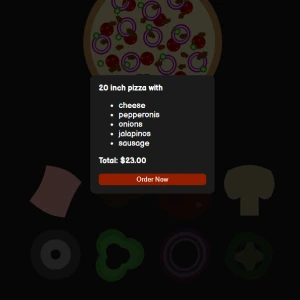 20 inch pizza with
cheese
pepperonis
onions
jalapinos
sausage
Total: $23.00
Order Now